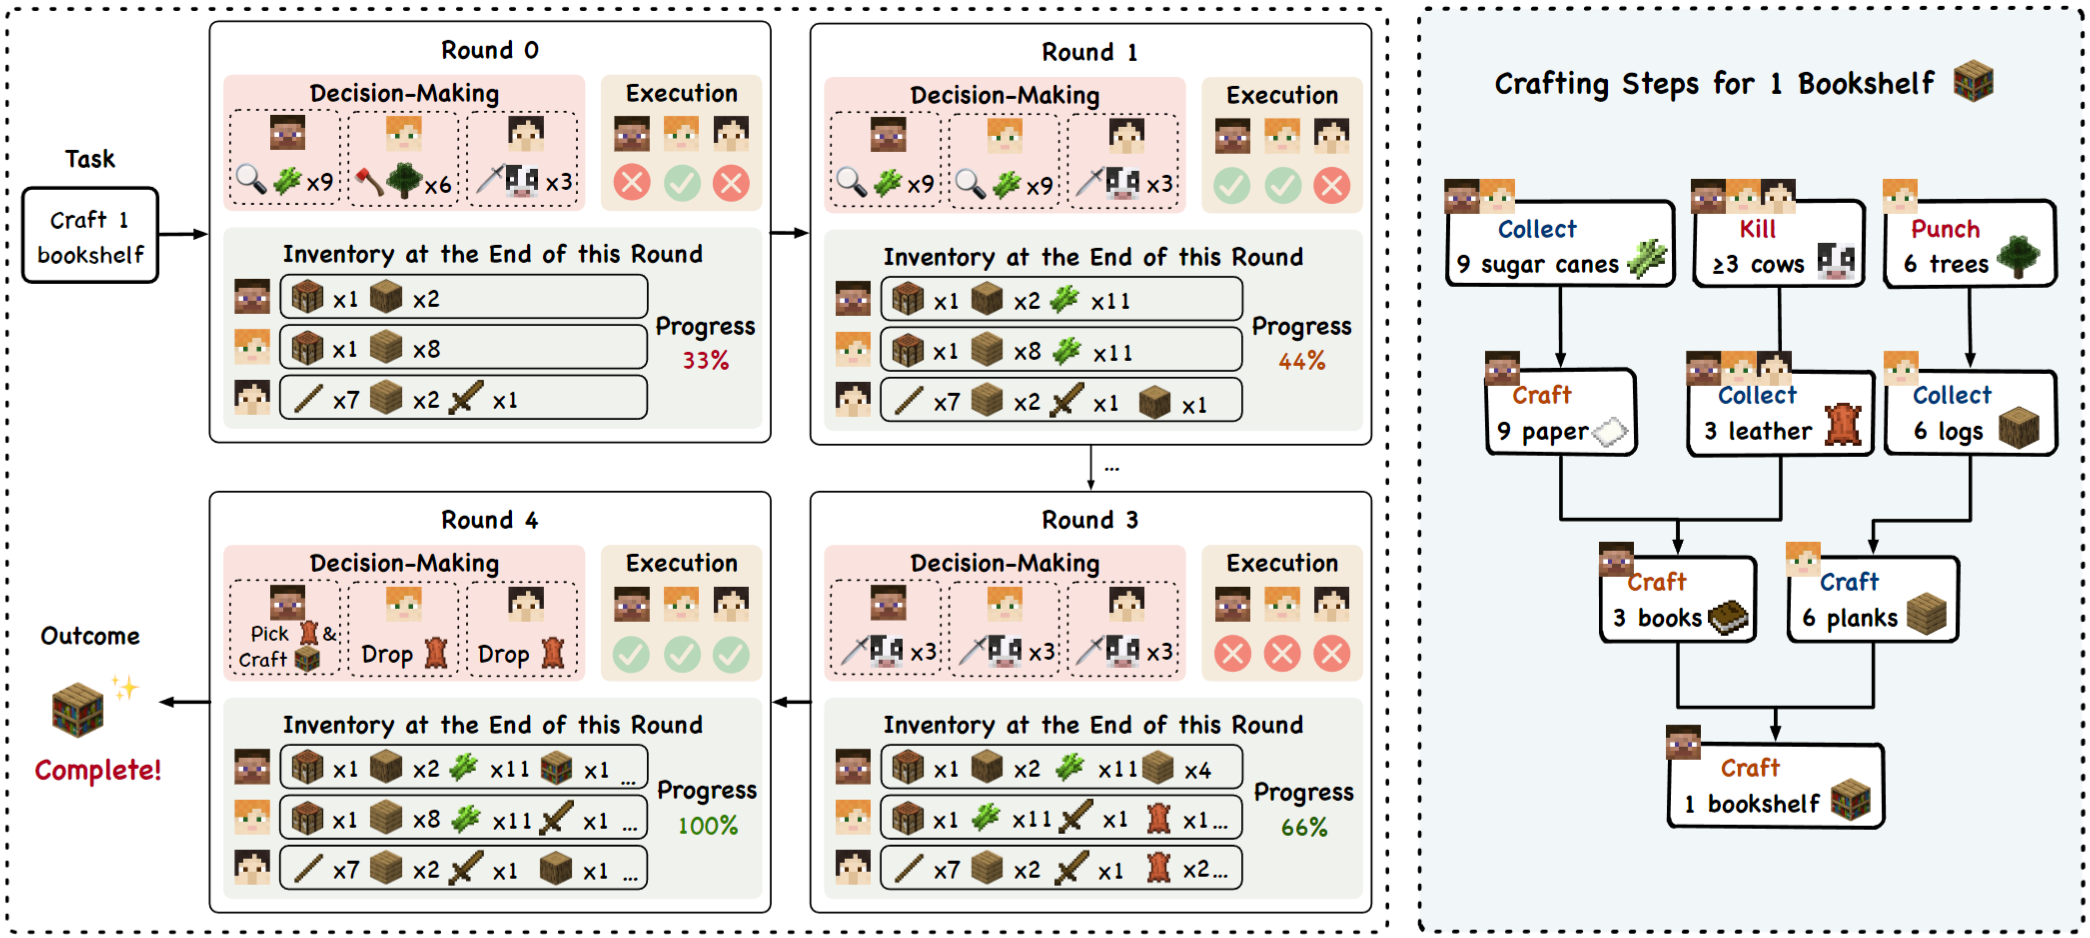 Task
Craft 1
bookshelf
Round 0
Decision-Making
x9
x6
x3
Execution
Inventory at the End of this Round
x1 x2
x1 x8
x7 x2 x1
Progress
33%
Round 1
Decision-Making
x9
x9
x3
Execution
Inventory at the End of this Round
x1 x2 x11
x1 x8 x11
x7 x2 x1 x1
Progress
44%
...
Round 3
Decision-Making
x3
x3
x3
Execution
Inventory at the End of this Round
x1 x2 x11 x4
x1 x11 x1 x1...
x7 x2 x1 x2...
Progress
66%
Round 4
Decision-Making
Pick &
Craft
Drop
Drop
Execution
Inventory at the End of this Round
x1 x2 x11 x1 ...
x1 x8 x11 x1 ...
x7 x2 x1 x1 ...
Progress
100%
Outcome
Complete!
Crafting Steps for 1 Bookshelf
Collect
9 sugar canes
Kill
≥3 cows
Punch
6 trees
Craft
9 paper
Collect
3 leather
Collect
6 logs
Craft
3 books
Craft
6 planks
Craft
1 bookshelf